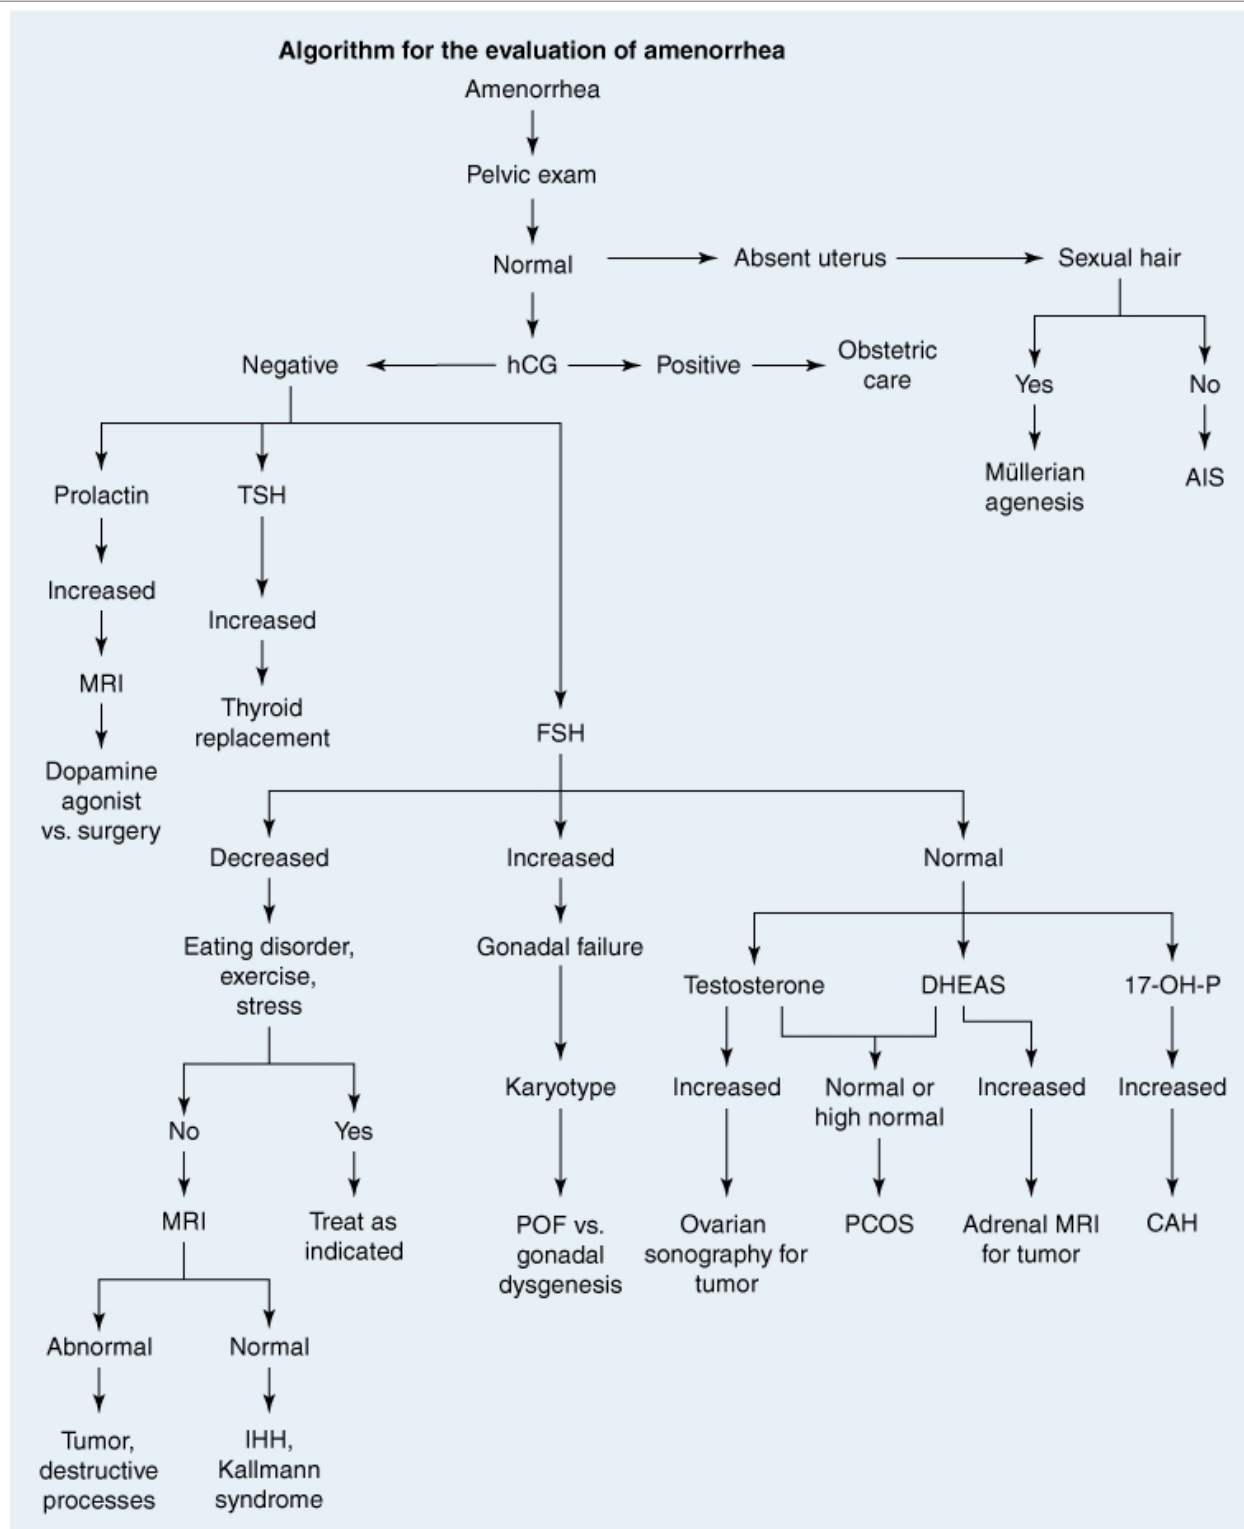 Algorithm for the evaluation of amenorrhea
Amenorrhea
Pelvic exam
Normal
Absent uterus
Sexual hair
Negative
hCG
Positive
Obstetric
care
Yes
No
Müllerian
agenesis
AIS
Prolactin
TSH
Increased
Increased
MRI
Thyroid
replacement
FSH
Dopamine
agonist
vs. surgery
Decreased
Increased
Normal
Eating disorder,
exercise,
stress
Gonadal failure
Testosterone
DHEAS
17-OH-P
Karyotype
Increased
Normal or
high normal
Increased
Increased
No
Yes
MRI
Treat as
indicated
POF vs.
gonadal
dysgenesis
Ovarian
sonography for
tumor
PCOS
Adrenal MRI
for tumor
CAH
Abnormal
Normal
Tumor,
destructive
processes
IHH,
Kallmann
syndrome